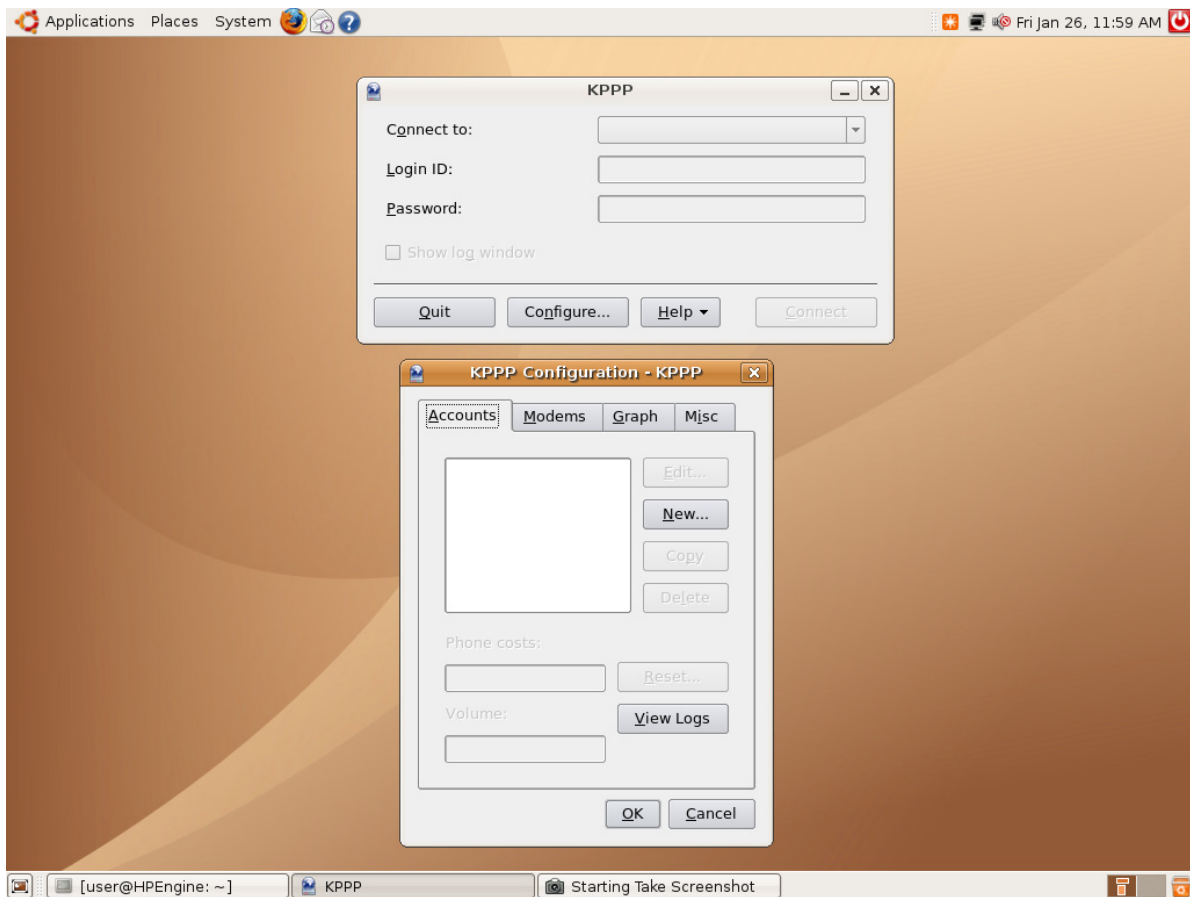 Applications Places System Fri Jan 26, 11:59 AM
KPPP
Connect to:
Login ID:
Password:
Show log window
Quit Configure... Help Connect
KPPP Configuration - KPPP
Accounts Modems Graph Misc
Edit...
New...
Copy
Delete
Phone costs:
Reset...
Volume:
View Logs
OK Cancel
[user@HPEngine: ~] KPPP Starting Take Screenshot